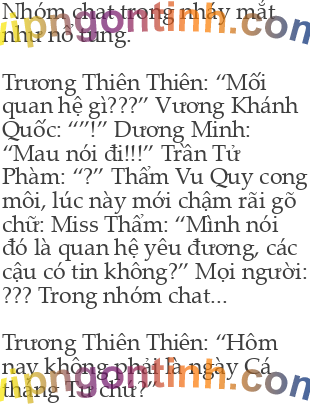 Nhóm chat trong nháy mắt
như nổ tung.
Trương Thiên Thiên: “Mối
quan hệ gì???” Vương Khánh
Quốc: “”!” Dương Minh:
“Mau nói đi!!!” Trần Tử
Phàm: “?” Thẩm Vu Quy cong
môi, lúc này mới chậm rãi gõ
chữ: Miss Thẩm: “Mình nói
đó là quan hệ yêu đương, các
cậu có tin không?” Mọi người:
??? Trong nhóm chat...
Trương Thiên Thiên: “Hôm
nay không phải là ngày Cá
tháng Tư chứ?”